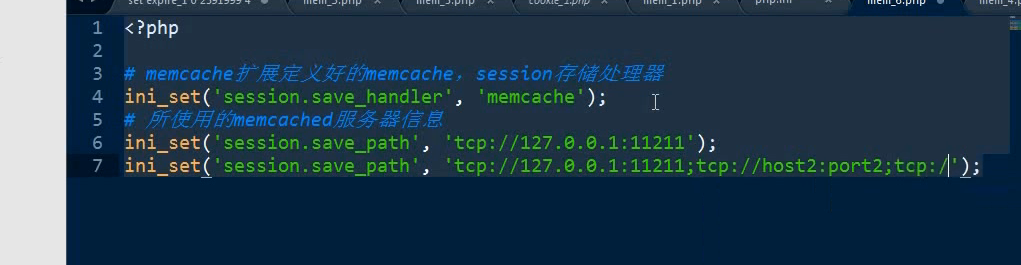 set expire_1 0 2591999 4 mem_3.php mem_5.php cookie_1.php mem_1.php php.ini mem_6.php mem_4.p
1 <?php
2
3 # memcache扩展定义好的memcache，session存储处理器
4 ini_set('session.save_handler', 'memcache');
5 # 所使用的memcached服务器信息
6 ini_set('session.save_path', 'tcp://127.0.0.1:11211');
7 ini_set('session.save_path', 'tcp://127.0.0.1:11211;tcp://host2:port2;tcp:/');